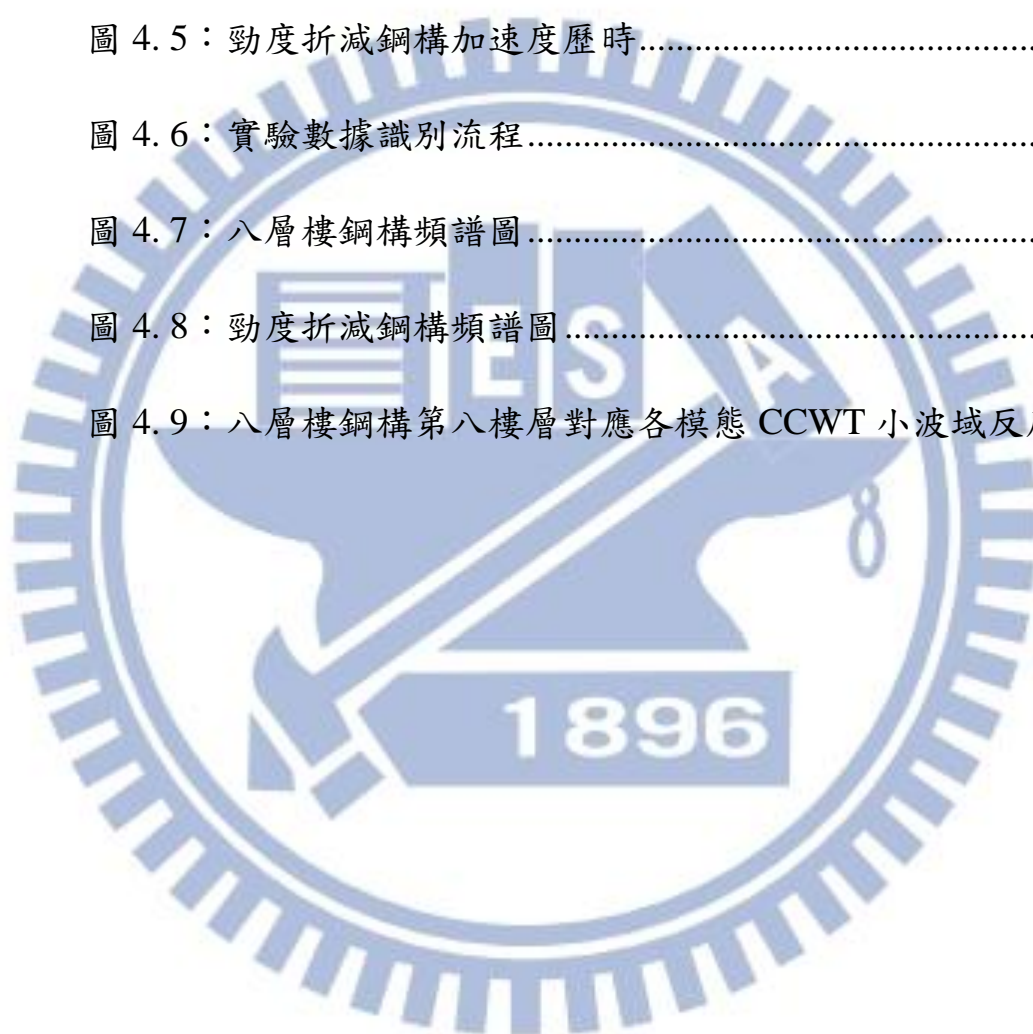 圖 4. 5：勁度折減鋼構加速度歷時....................................
圖 4. 6：實驗數據識別流程....................................................
圖 4. 7：八層樓鋼構頻譜圖....................................................
圖 4. 8：勁度折減鋼構頻譜圖................................................
圖 4. 9：八層樓鋼構第八樓層對應各模態 CCWT 小波域反
E S A
8
1896